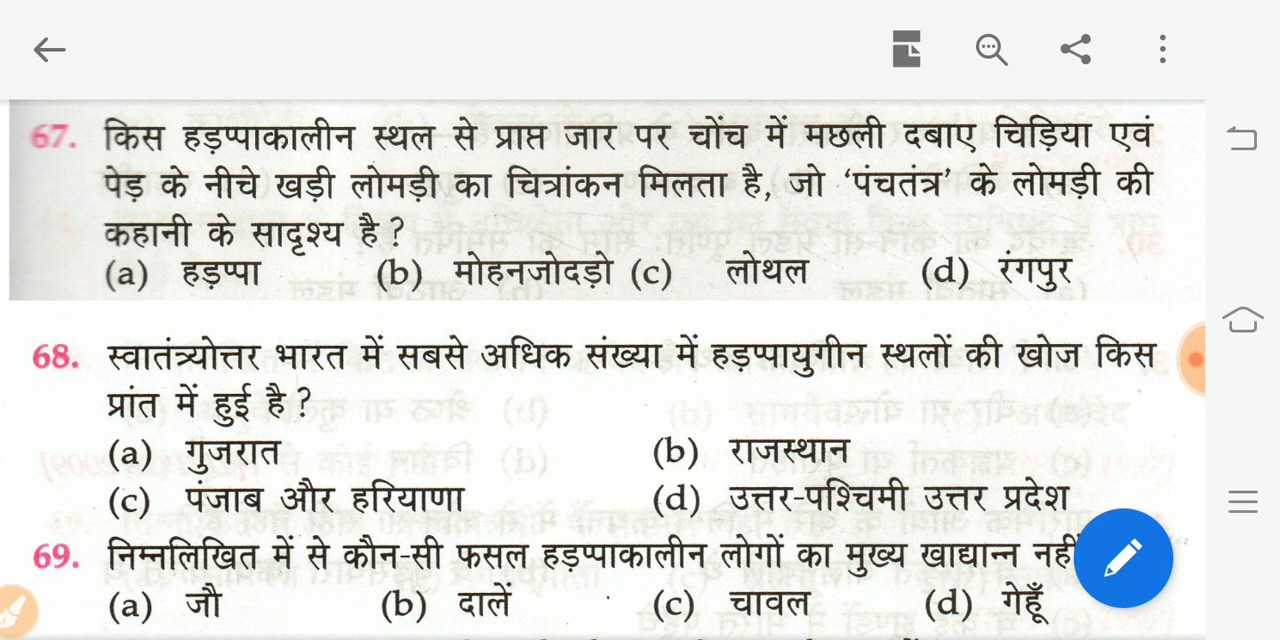 67. किस हड़प्पाकालीन स्थल से प्राप्त जार पर चोंच में मछली दबाए चिड़िया एवं
पेड़ के नीचे खड़ी लोमड़ी का चित्रांकन मिलता है, जो ‘पंचतंत्र’ के लोमड़ी की
कहानी के सादृश्य है?
(a) हड़प्पा (b) मोहनजोदड़ो (c) लोथल (d) रंगपुर
68. स्वातंत्र्योत्तर भारत में सबसे अधिक संख्या में हड़प्पायुगीन स्थलों की खोज किस
प्रांत में हुई है?
(a) गुजरात (b) राजस्थान
(c) पंजाब और हरियाणा (d) उत्तर-पश्चिमी उत्तर प्रदेश
69. निम्नलिखित में से कौन-सी फसल हड़प्पाकालीन लोगों का मुख्य खाद्यान्न नहीं
(a) जौ (b) दालें (c) चावल (d) गेहूँ